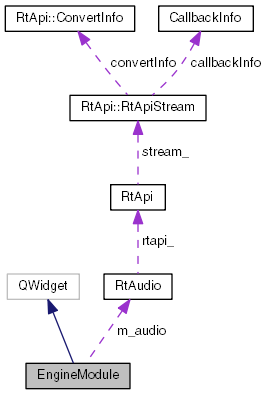 RtApi::ConvertInfo
CallbackInfo
convertInfo
callbackInfo
RtApi::RtApiStream
stream_
RtApi
rtapi_
QWidget
RtAudio
m_audio
EngineModule